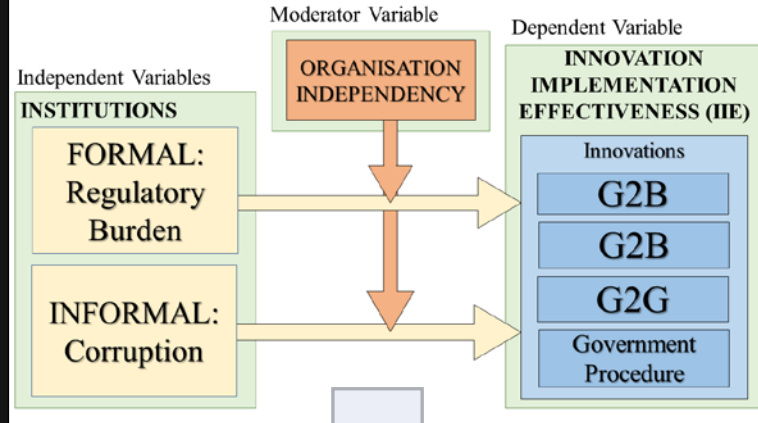 Moderator Variable
ORGANISATION
INDEPENDENCY
Independent Variables
INSTITUTIONS
FORMAL:
Regulatory
Burden
INFORMAL:
Corruption
Dependent Variable
INNOVATION
IMPLEMENTATION
EFFECTIVENESS (IIE)
Innovations
G2B
G2B
G2G
Government
Procedure